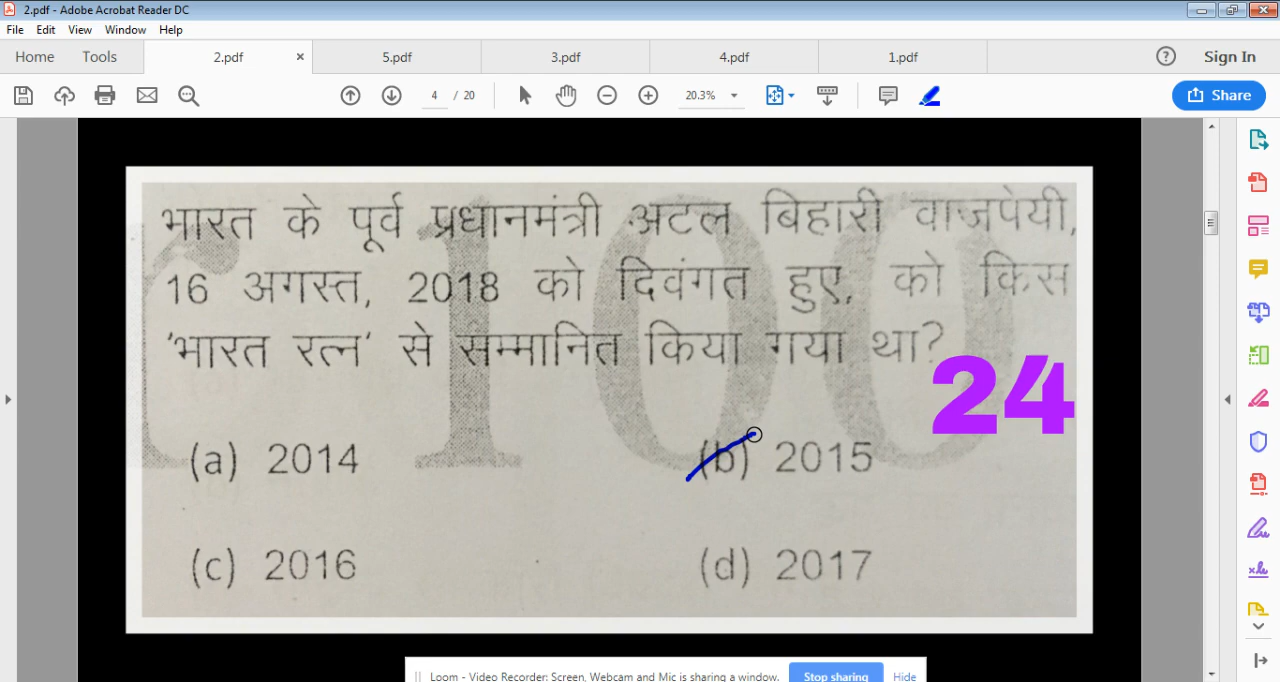 2.pdf - Adobe Acrobat Reader DC
File Edit View Window Help
Home Tools 2.pdf × 5.pdf 3.pdf 4.pdf 1.pdf ? Sign In
4 / 20 20.3% Share
100
भारत के पूर्व प्रधानमंत्री अटल बिहारी वाजपेयी,
16 अगस्त, 2018 को दिवंगत हुए, को किस
'भारत रत्न' से सम्मानित किया गया था?
24
(a) 2014 (b) 2015
(c) 2016 (d) 2017
Loom - Video Recorder: Screen, Webcam and Mic is sharing a window. Stop sharing Hide